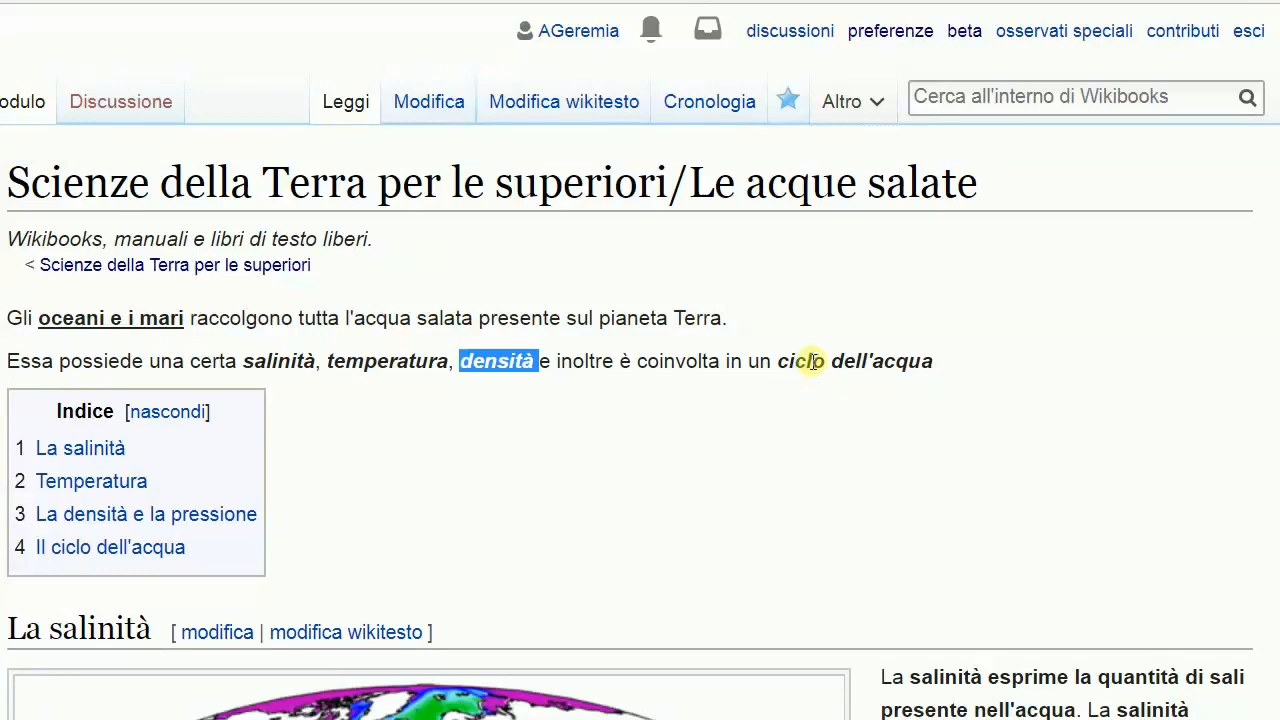 AGeremia discussioni preferenze beta osservati speciali contributi esci
odulo Discussione Leggi Modifica Modifica wikitesto Cronologia Altro Cerca all'interno di Wikibooks
Scienze della Terra per le superiori/Le acque salate
Wikibooks, manuali e libri di testo liberi.
< Scienze della Terra per le superiori
Gli oceani e i mari raccolgono tutta l'acqua salata presente sul pianeta Terra.
Essa possiede una certa salinità, temperatura, densità e inoltre è coinvolta in un ciclo dell'acqua
Indice [nascondi]
1 La salinità
2 Temperatura
3 La densità e la pressione
4 Il ciclo dell'acqua
La salinità [ modifica | modifica wikitesto ]
La salinità esprime la quantità di sali
presente nell'acqua. La salinità